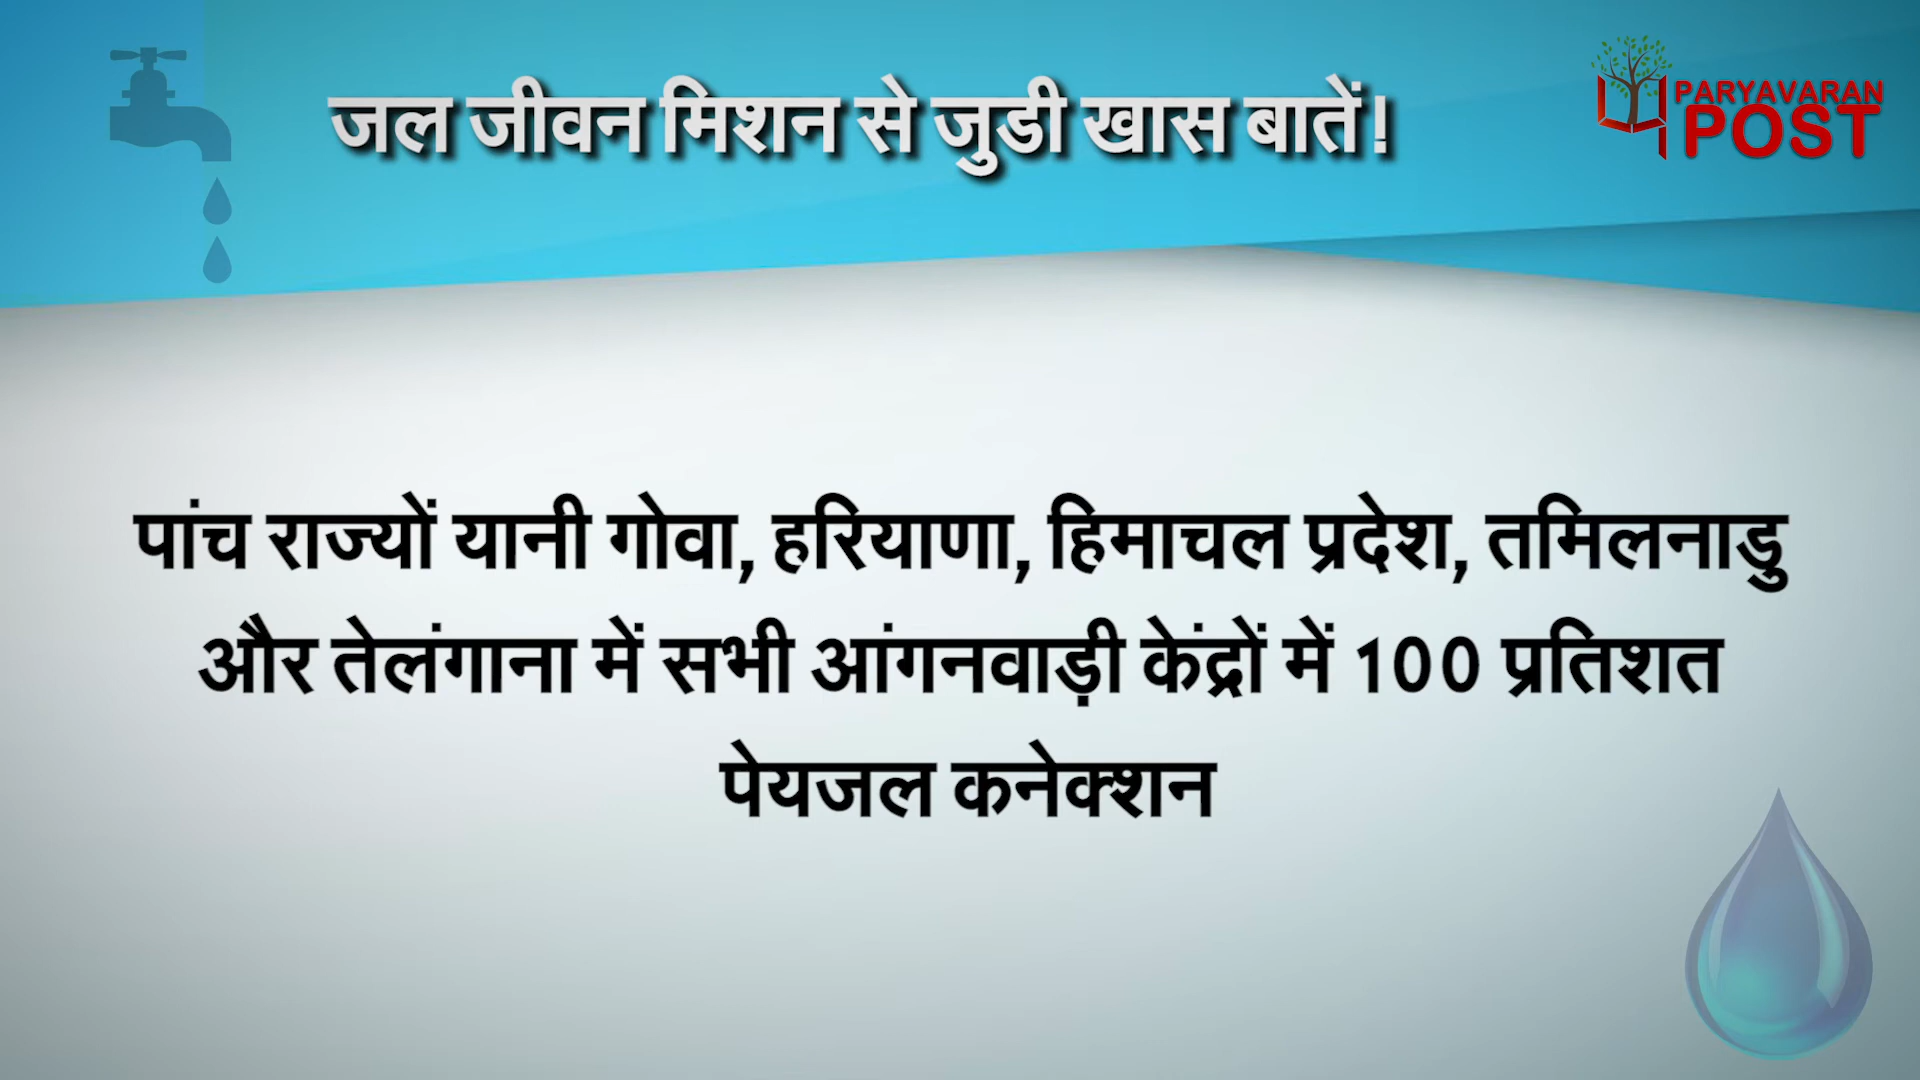 जल जीवन मिशन से जुडी खास बातें!
PARYAVARAN
POST
पांच राज्यों यानी गोवा, हरियाणा, हिमाचल प्रदेश, तमिलनाडु
और तेलंगाना में सभी आंगनवाड़ी केंद्रों में 100 प्रतिशत
पेयजल कनेक्शन